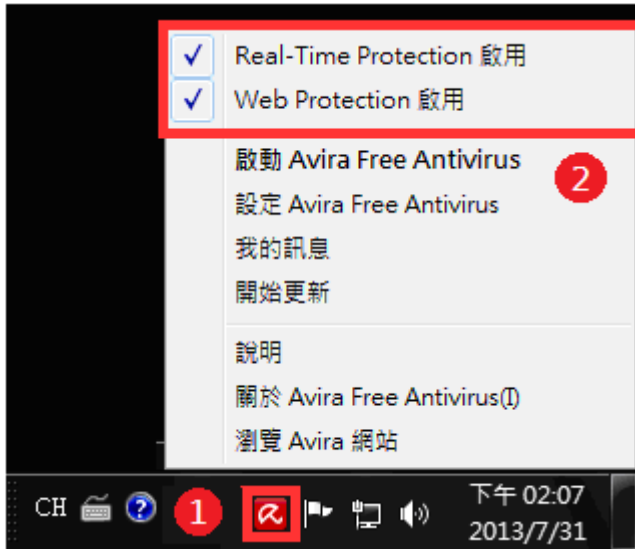 Real-Time Protection 啟用
Web Protection 啟用
啟動 Avira Free Antivirus
2
設定 Avira Free Antivirus
我的訊息
開始更新
說明
關於 Avira Free Antivirus(I)
瀏覽 Avira 網站
CH
?
1
下午 02:07
2013/7/31